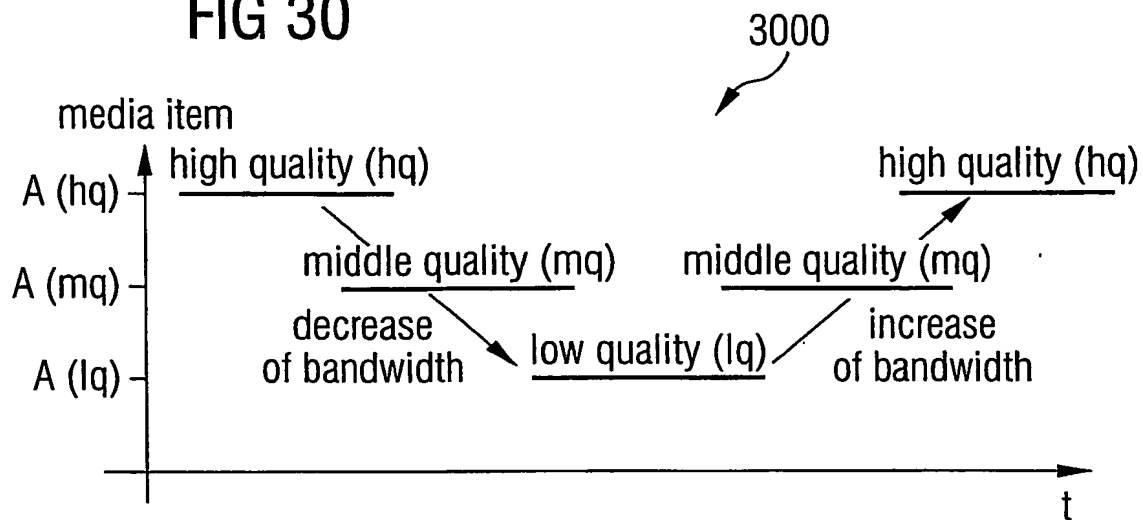 FIG 30
3000
media item
high quality (hq)
high quality (hq)
A (hq)
middle quality (mq)
middle quality (mq)
A (mq)
decrease
of bandwidth
increase
of bandwidth
low quality (lq)
A (lq)
t